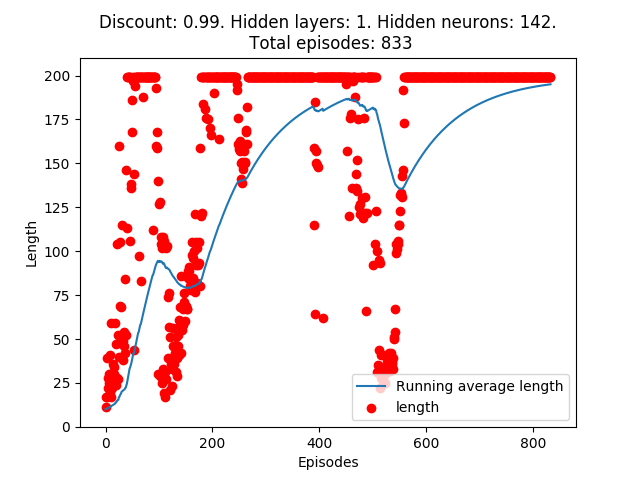 Discount: 0.99. Hidden layers: 1. Hidden neurons: 142.
Total episodes: 833
200
175
150
125
100
75
50
25
0
Length
0
200
400
600
800
Episodes
Running average length
length